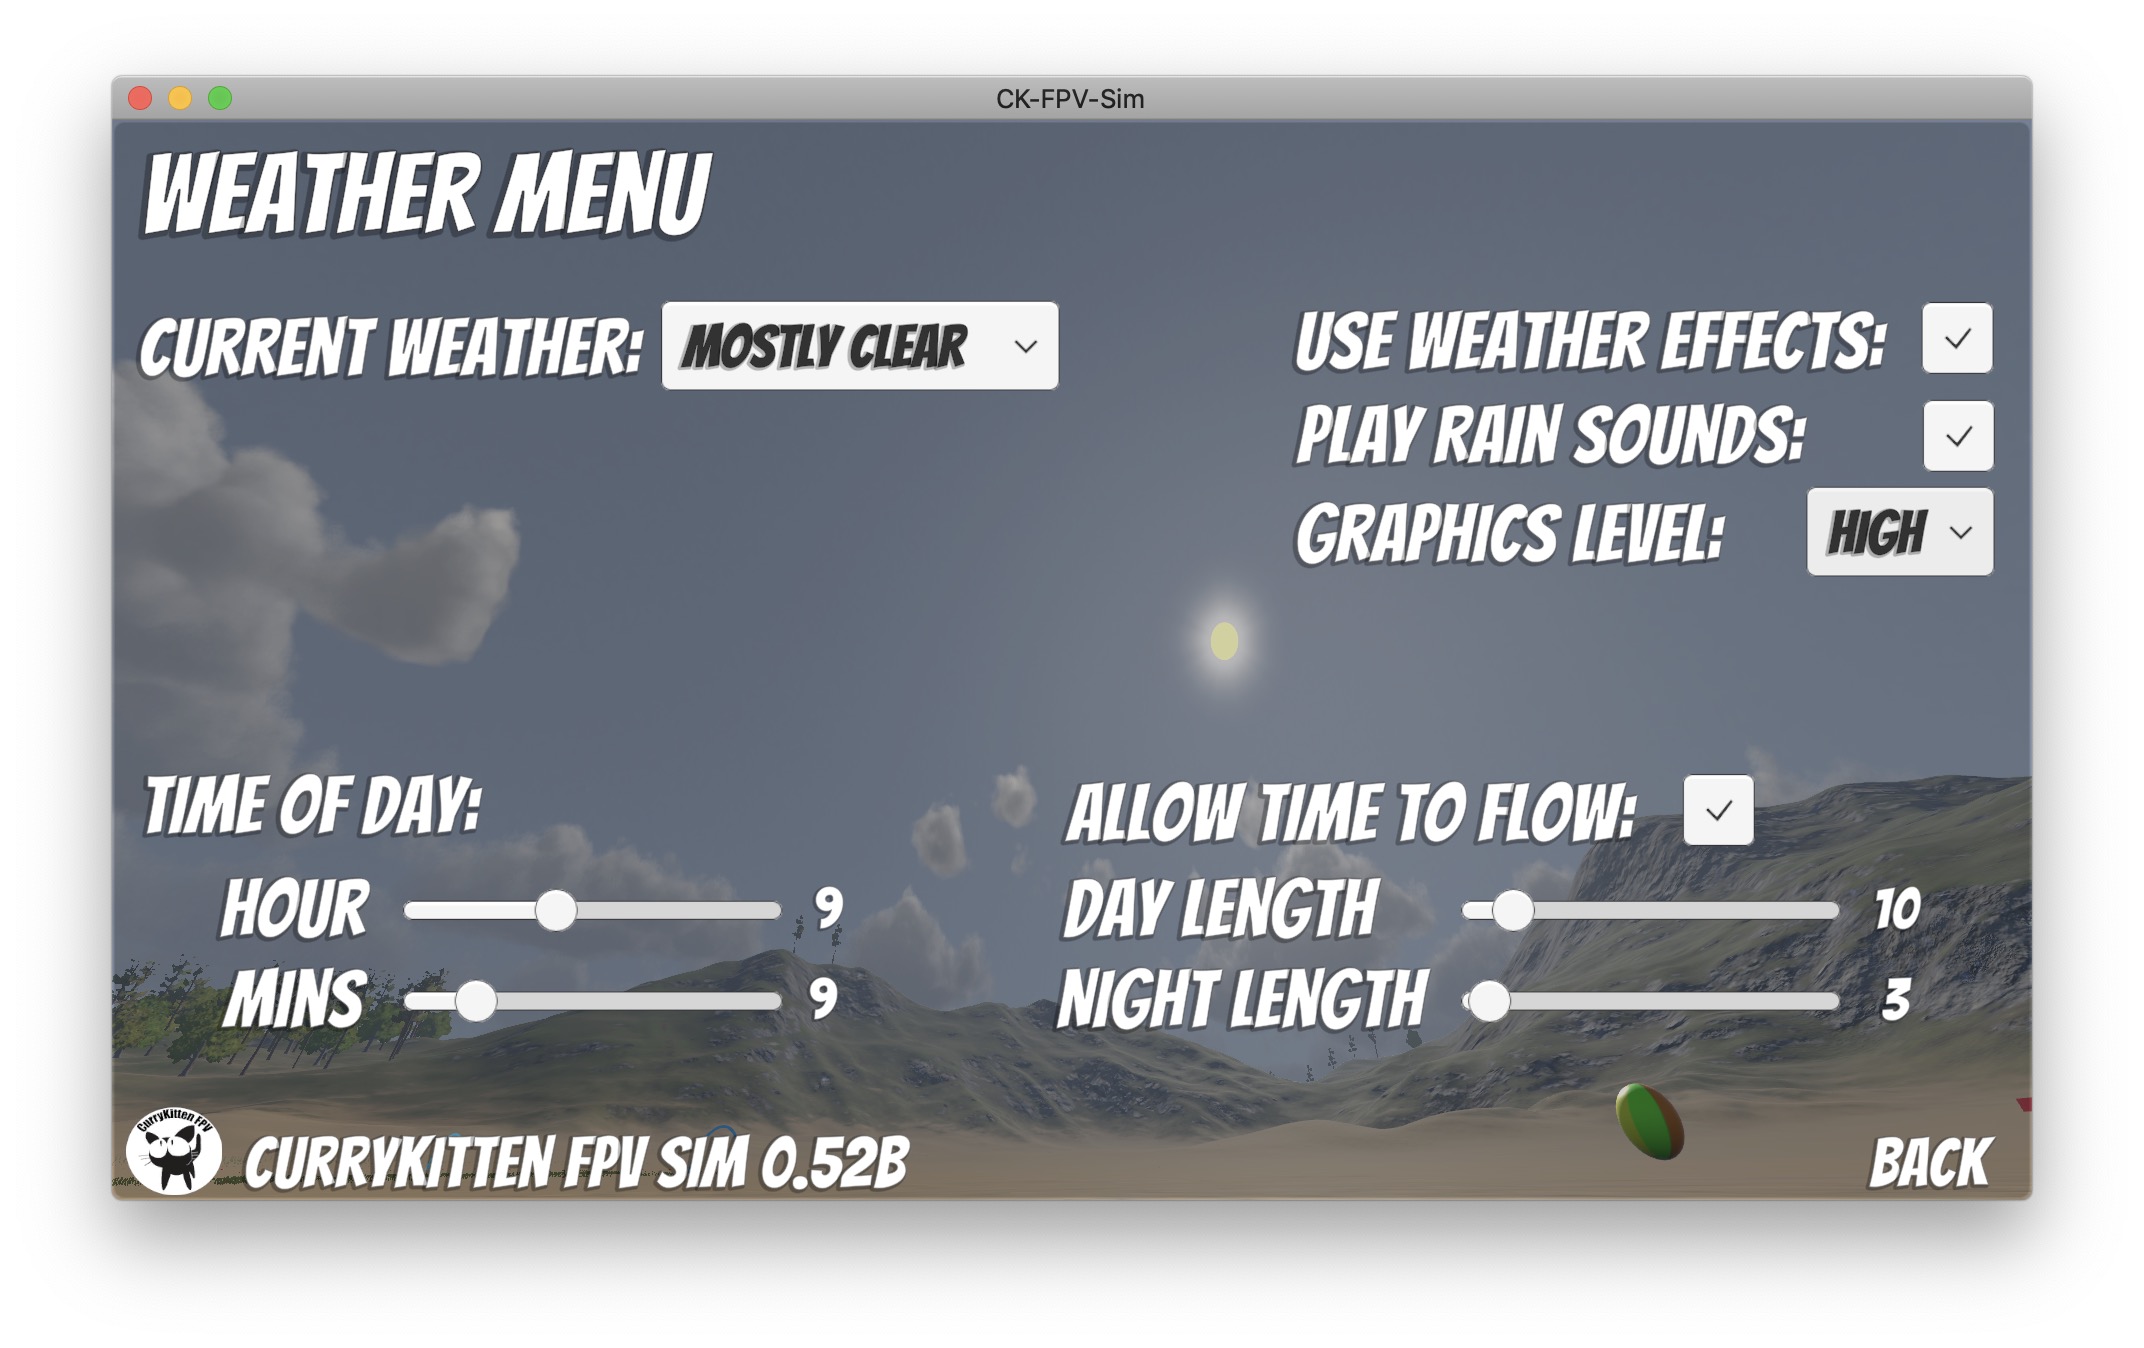 CK-FPV-Sim
WEATHER MENU
CURRENT WEATHER: MOSTLY CLEAR
USE WEATHER EFFECTS:
PLAY RAIN SOUNDS:
GRAPHICS LEVEL: HIGH
TIME OF DAY:
HOUR 9
MINS 9
ALLOW TIME TO FLOW:
DAY LENGTH 10
NIGHT LENGTH 3
CurryKitten FPV
CURRYKITTEN FPV SIM 0.52B
BACK